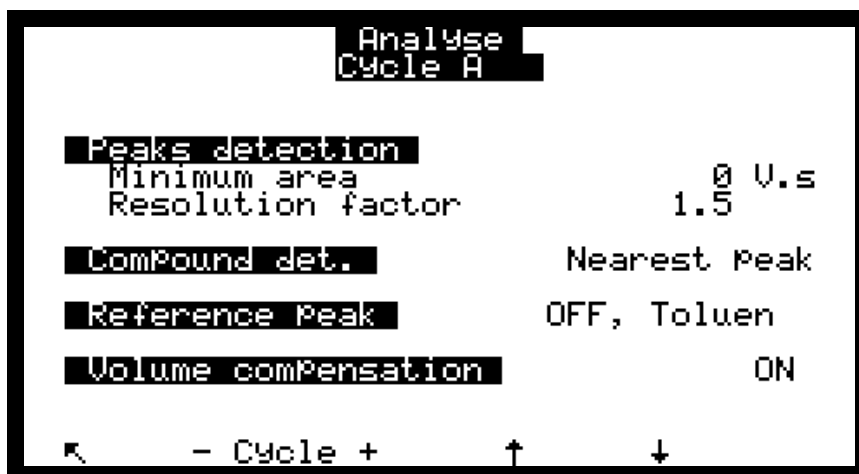 Analyse
Cycle A
Peaks detection
Minimum area 0 V.s
Resolution factor 1.5
Compound det. Nearest peak
Reference peak OFF, Toluen
Volume compensation ON
↖ - Cycle + ↑ ↓